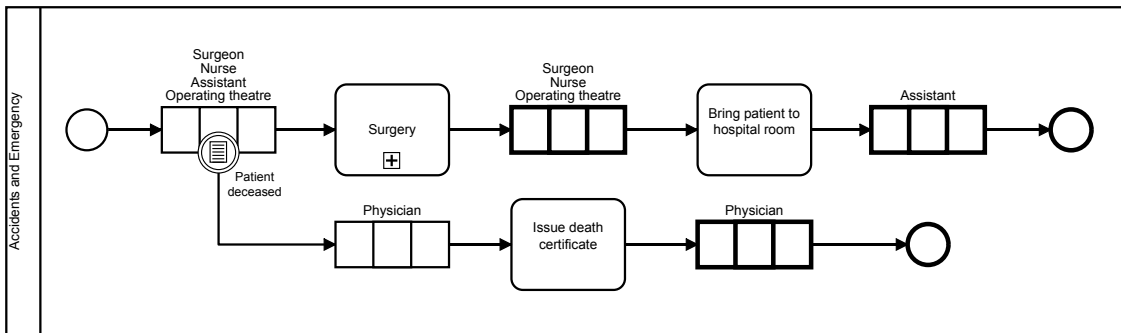 Accidents and Emergency
Surgeon
Nurse
Assistant
Operating theatre
Patient
deceased
Surgery
Surgeon
Nurse
Operating theatre
Bring patient to
hospital room
Assistant
Physician
Issue death
certificate
Physician